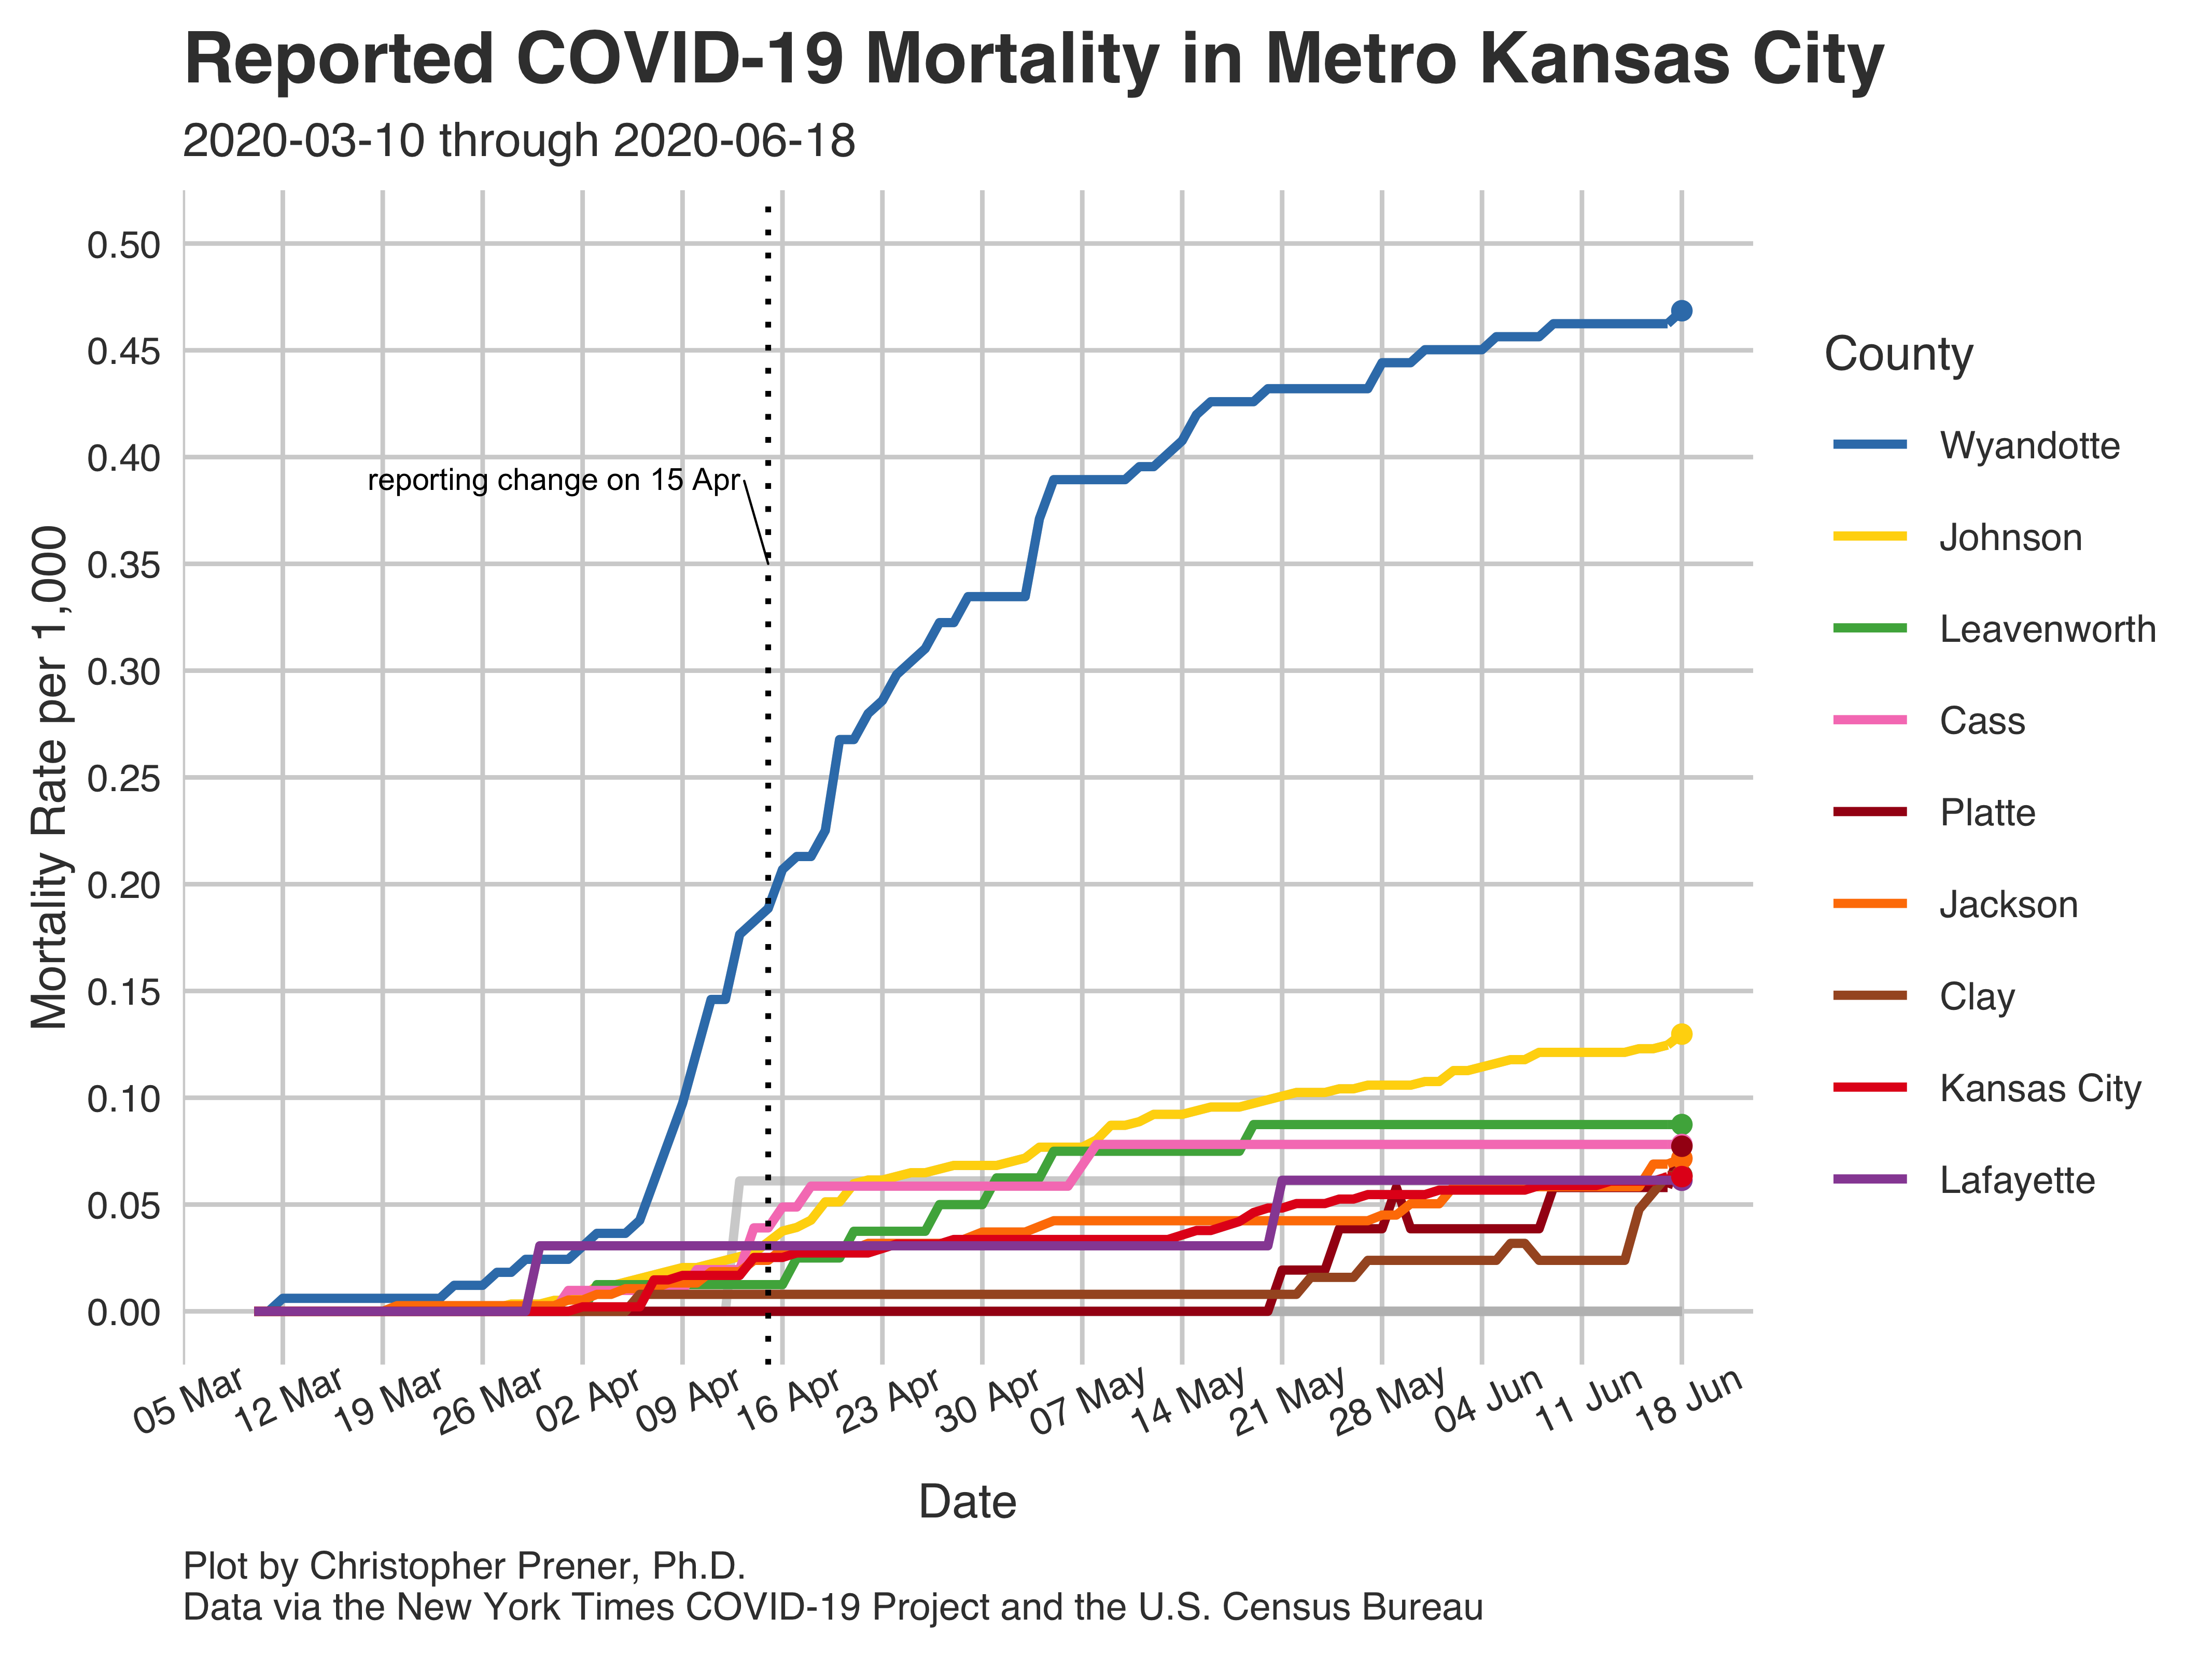 Reported COVID-19 Mortality in Metro Kansas City
2020-03-10 through 2020-06-18
Mortality Rate per 1,000
0.50
0.45
0.40
0.35
0.30
0.25
0.20
0.15
0.10
0.05
0.00
reporting change on 15 Apr
05 Mar
12 Mar
19 Mar
26 Mar
02 Apr
09 Apr
16 Apr
23 Apr
30 Apr
07 May
14 May
21 May
28 May
04 Jun
11 Jun
18 Jun
Date
County
Wyandotte
Johnson
Leavenworth
Cass
Platte
Jackson
Clay
Kansas City
Lafayette
Plot by Christopher Prener, Ph.D.
Data via the New York Times COVID-19 Project and the U.S. Census Bureau